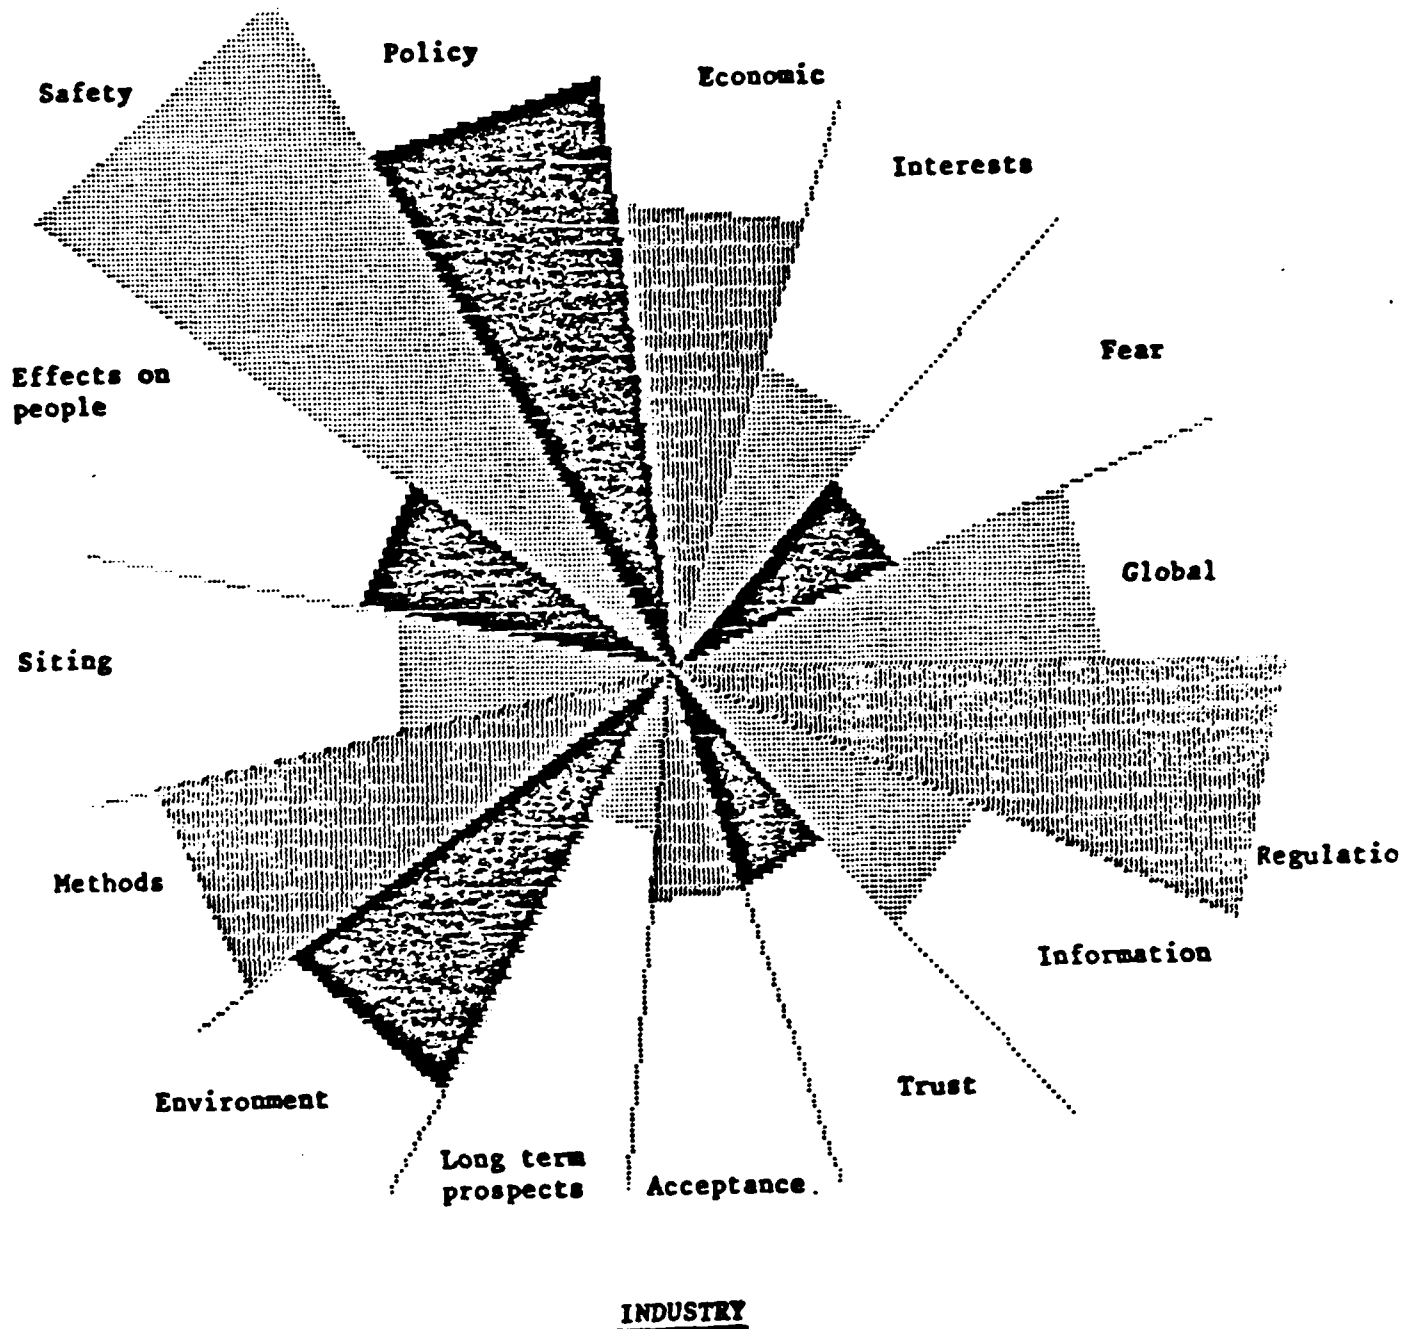 Policy
Economic
Safety
Interests
Fear
Effects on
people
Global
Siting
Regulatio
Methods
Information
Trust
Environment
Long term
prospects
Acceptance.
INDUSTRY